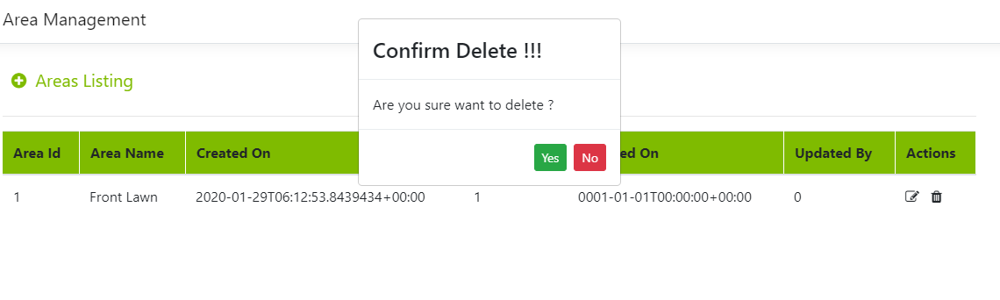 Area Management
Confirm Delete !!!
Areas Listing
Are you sure want to delete ?
Yes No
Area Id Area Name Created On ed On Updated By Actions
1 Front Lawn 2020-01-29T06:12:53.8439434+00:00 1 0001-01-01T00:00:00+00:00 0